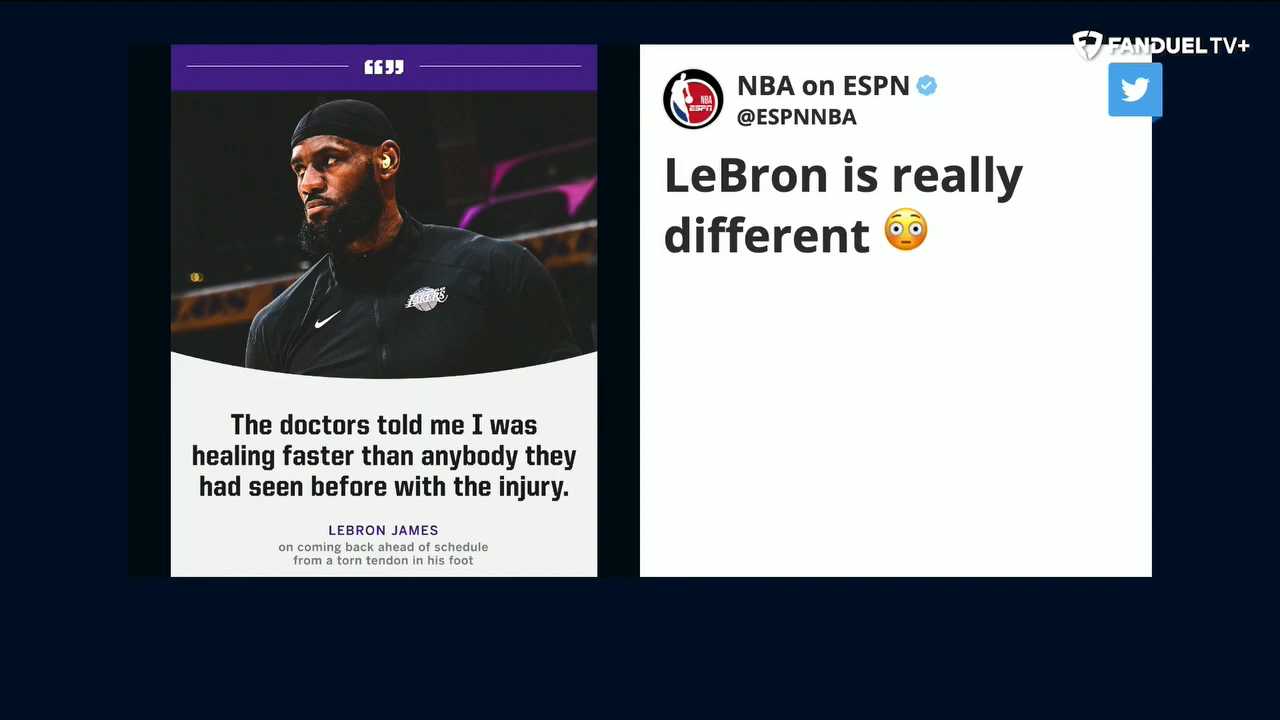 FANDUEL TV+
NBA on ESPN
@ESPNNBA
LeBron is really
different 😳
LAKERS
The doctors told me I was
healing faster than anybody they
had seen before with the injury.
LEBRON JAMES
on coming back ahead of schedule
from a torn tendon in his foot
NBA
ESPN